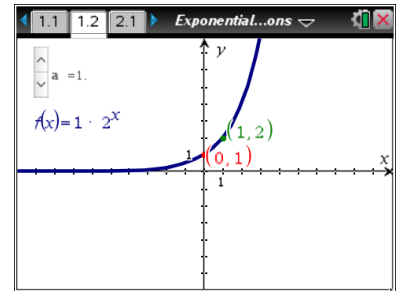 1.1 1.2 2.1 Exponential...ons
y
a =1.
f(x)=1 · 2^x
(1,2)
1 (0,1)
x
1